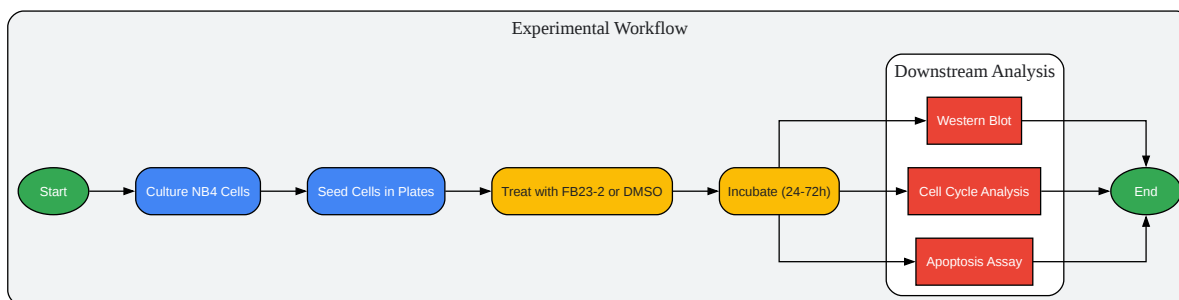 Experimental Workflow
Downstream Analysis
Start
Culture NB4 Cells
Seed Cells in Plates
Treat with FB23-2 or DMSO
Incubate (24-72h)
Western Blot
Cell Cycle Analysis
Apoptosis Assay
End